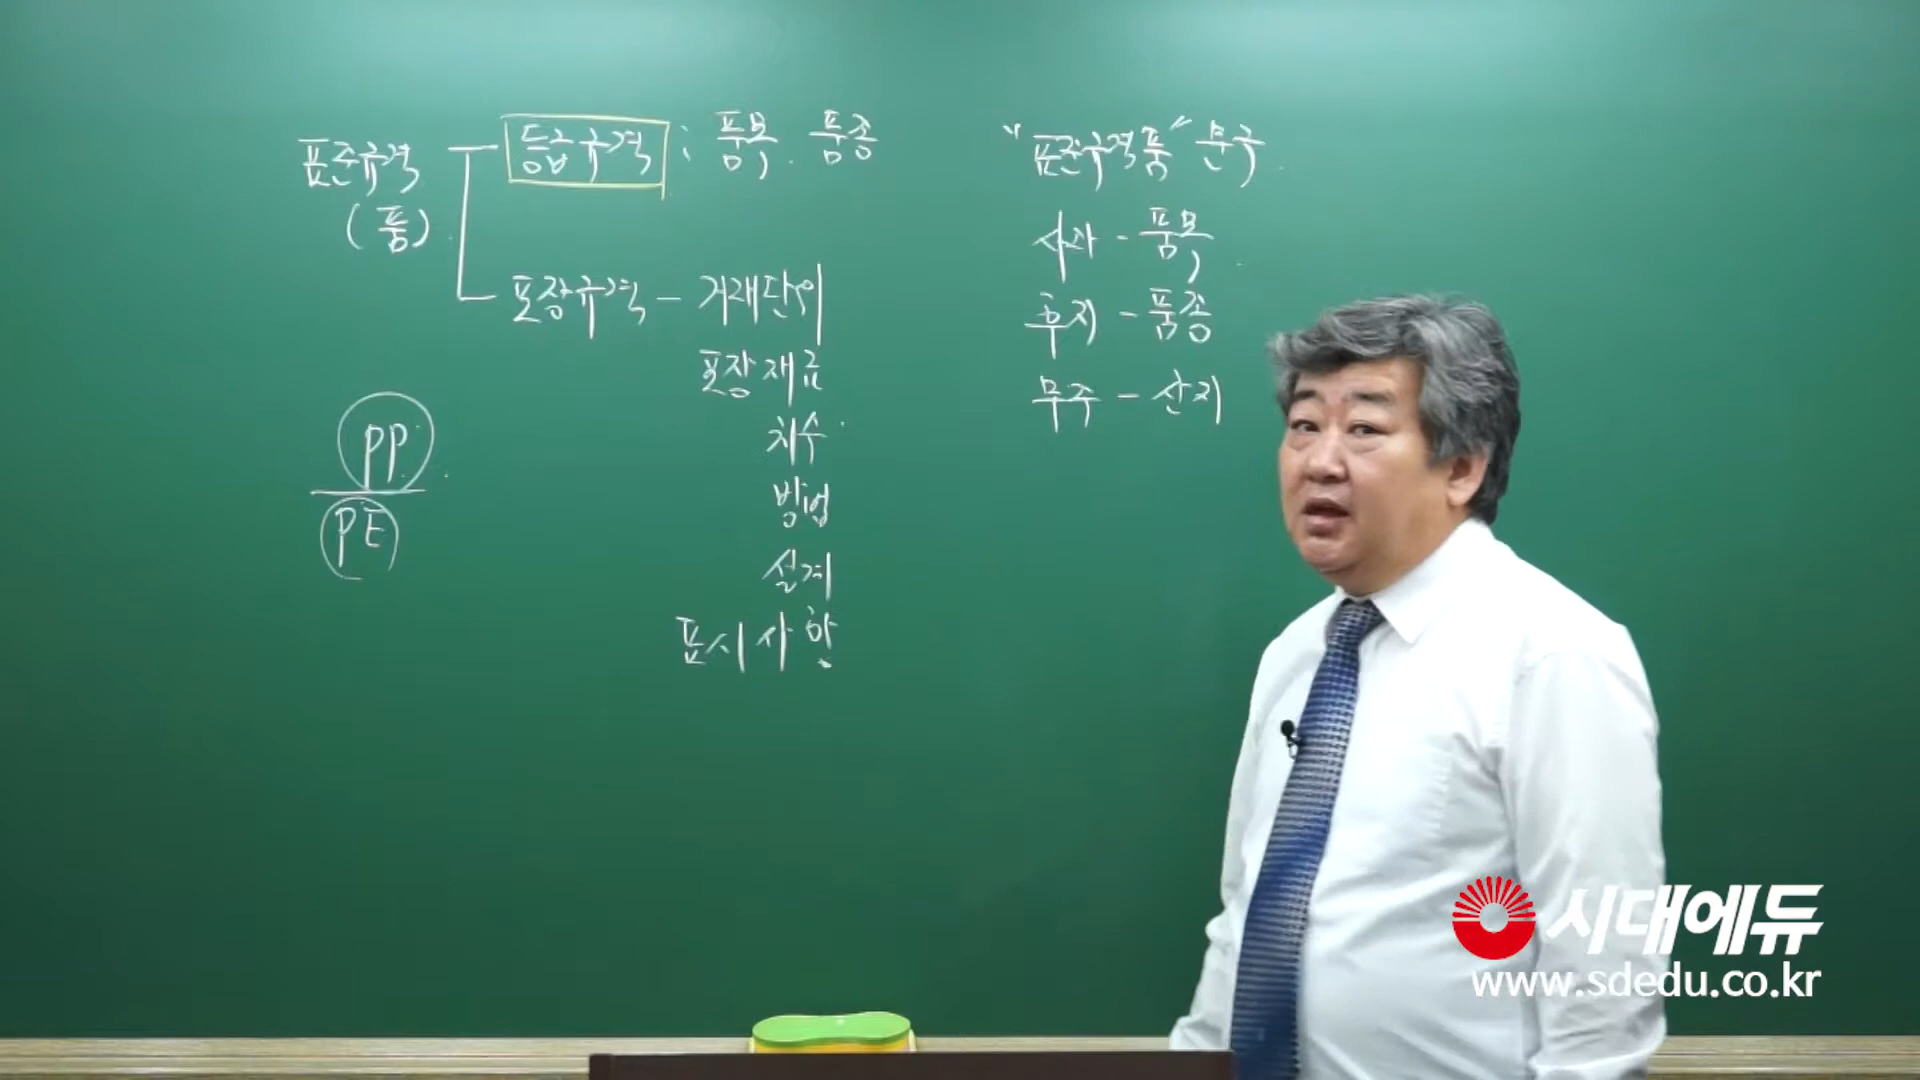 표준규격 등급규격 : 품목. 품종
(품)
포장규격 - 거래단위
포장재료
치수
방법
설계
표시사항
PP
PE
"표준규격품" 문구
사과 - 품목
후지 - 품종
무주 - 산지
시대에듀
www.sdedu.co.kr